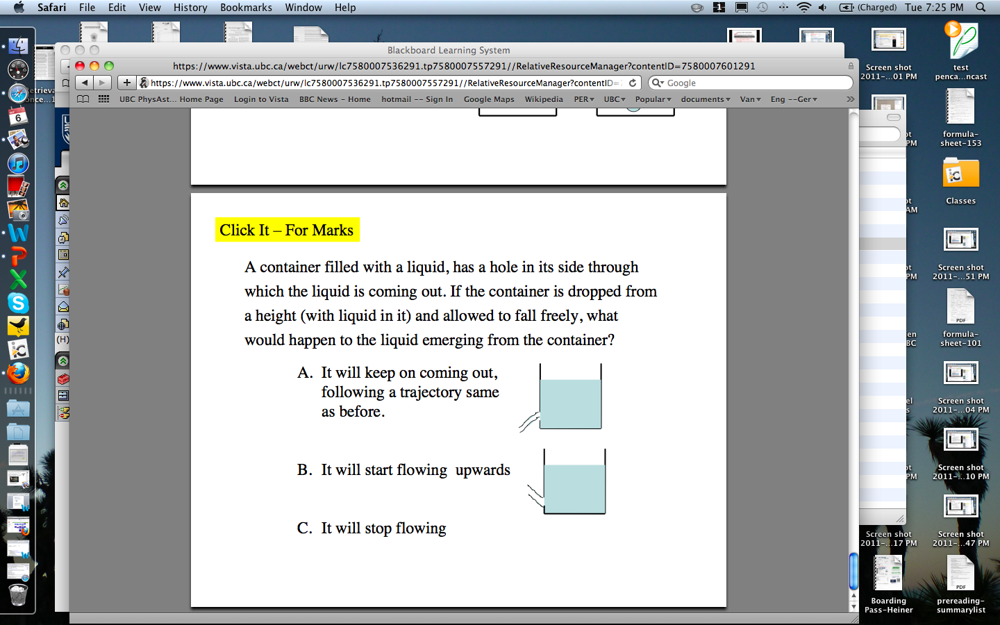 Safari File Edit View History Bookmarks Window Help
1 (Charged) Tue 7:25 PM
Blackboard Learning System
https://www.vista.ubc.ca/webct/urw/lc7580007536291.tp7580007557291//RelativeResourceManager?contentID=7580007601291
https://www.vista.ubc.ca/webct/urw/lc7580007536291.tp7580007557291//RelativeResourceManager?contentID=
Google
UBC PhysAst... Home Page Login to Vista BBC News – Home hotmail -- Sign In Google Maps Wikipedia PER UBC Popular documents Van Eng --Ger
Click It – For Marks
A container filled with a liquid, has a hole in its side through
which the liquid is coming out. If the container is dropped from
a height (with liquid in it) and allowed to fall freely, what
would happen to the liquid emerging from the container?
A. It will keep on coming out,
following a trajectory same
as before.
B. It will start flowing upwards
C. It will stop flowing
(H)
6
Screen shot
2011-...01 PM
test
penca...ncast
formula-
sheet-153
Classes
Screen shot
2011-...51 PM
PDF
formula-
sheet-101
Screen shot
2011-...04 PM
Screen shot
2011-...10 PM
Screen shot
2011-...17 PM
Screen shot
2011-...47 PM
Boarding
Pass-Heiner
PDF
prereading-
summarylist